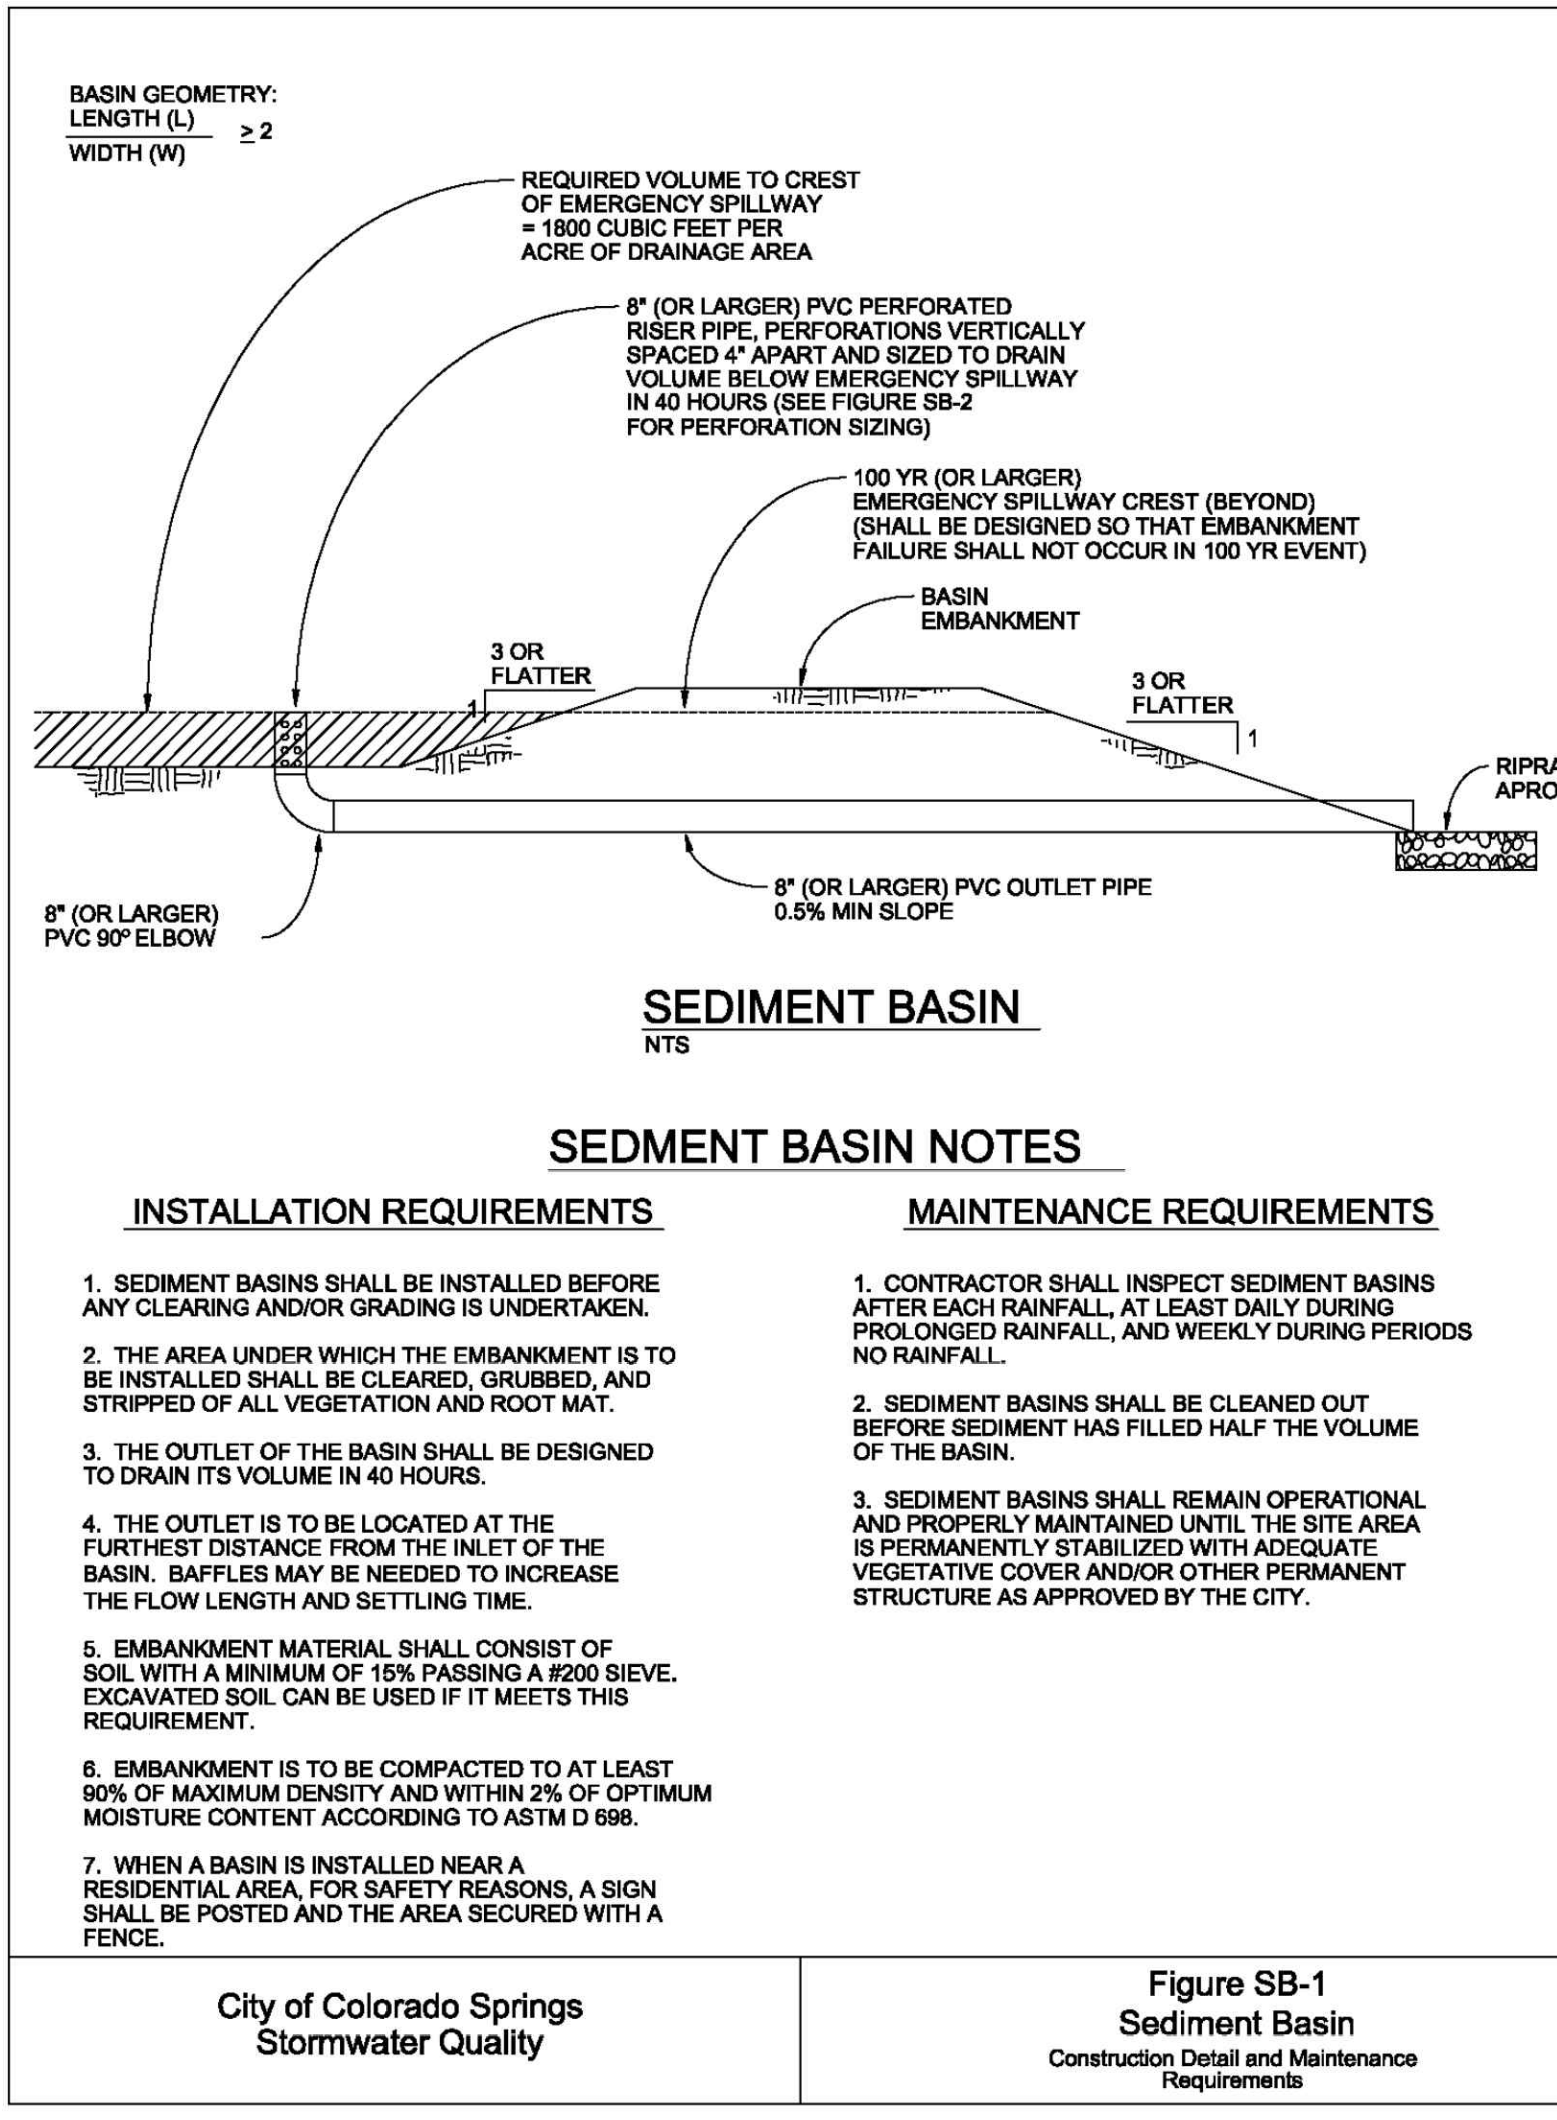 BASIN GEOMETRY:
LENGTH (L)
≥ 2
WIDTH (W)
REQUIRED VOLUME TO CREST
OF EMERGENCY SPILLWAY
= 1800 CUBIC FEET PER
ACRE OF DRAINAGE AREA
8" (OR LARGER) PVC PERFORATED
RISER PIPE, PERFORATIONS VERTICALLY
SPACED 4" APART AND SIZED TO DRAIN
VOLUME BELOW EMERGENCY SPILLWAY
IN 40 HOURS (SEE FIGURE SB-2
FOR PERFORATION SIZING)
100 YR (OR LARGER)
EMERGENCY SPILLWAY CREST (BEYOND)
(SHALL BE DESIGNED SO THAT EMBANKMENT
FAILURE SHALL NOT OCCUR IN 100 YR EVENT)
BASIN
EMBANKMENT
3 OR
FLATTER
1
3 OR
FLATTER
1
RIPRA
APRO
8" (OR LARGER) PVC OUTLET PIPE
0.5% MIN SLOPE
8" (OR LARGER)
PVC 90º ELBOW
SEDIMENT BASIN
NTS
SEDMENT BASIN NOTES
INSTALLATION REQUIREMENTS
1. SEDIMENT BASINS SHALL BE INSTALLED BEFORE
ANY CLEARING AND/OR GRADING IS UNDERTAKEN.
2. THE AREA UNDER WHICH THE EMBANKMENT IS TO
BE INSTALLED SHALL BE CLEARED, GRUBBED, AND
STRIPPED OF ALL VEGETATION AND ROOT MAT.
3. THE OUTLET OF THE BASIN SHALL BE DESIGNED
TO DRAIN ITS VOLUME IN 40 HOURS.
4. THE OUTLET IS TO BE LOCATED AT THE
FURTHEST DISTANCE FROM THE INLET OF THE
BASIN. BAFFLES MAY BE NEEDED TO INCREASE
THE FLOW LENGTH AND SETTLING TIME.
5. EMBANKMENT MATERIAL SHALL CONSIST OF
SOIL WITH A MINIMUM OF 15% PASSING A #200 SIEVE.
EXCAVATED SOIL CAN BE USED IF IT MEETS THIS
REQUIREMENT.
6. EMBANKMENT IS TO BE COMPACTED TO AT LEAST
90% OF MAXIMUM DENSITY AND WITHIN 2% OF OPTIMUM
MOISTURE CONTENT ACCORDING TO ASTM D 698.
7. WHEN A BASIN IS INSTALLED NEAR A
RESIDENTIAL AREA, FOR SAFETY REASONS, A SIGN
SHALL BE POSTED AND THE AREA SECURED WITH A
FENCE.
MAINTENANCE REQUIREMENTS
1. CONTRACTOR SHALL INSPECT SEDIMENT BASINS
AFTER EACH RAINFALL, AT LEAST DAILY DURING
PROLONGED RAINFALL, AND WEEKLY DURING PERIODS
NO RAINFALL.
2. SEDIMENT BASINS SHALL BE CLEANED OUT
BEFORE SEDIMENT HAS FILLED HALF THE VOLUME
OF THE BASIN.
3. SEDIMENT BASINS SHALL REMAIN OPERATIONAL
AND PROPERLY MAINTAINED UNTIL THE SITE AREA
IS PERMANENTLY STABILIZED WITH ADEQUATE
VEGETATIVE COVER AND/OR OTHER PERMANENT
STRUCTURE AS APPROVED BY THE CITY.
City of Colorado Springs
Stormwater Quality
Figure SB-1
Sediment Basin
Construction Detail and Maintenance
Requirements